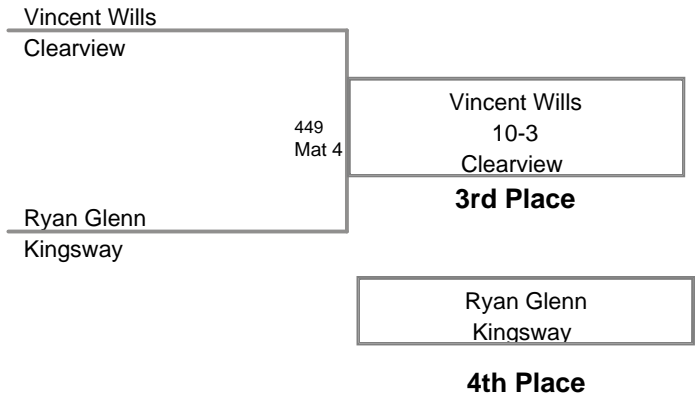 Vincent Wills
Clearview
449
Mat 4
Vincent Wills
10-3
Clearview
3rd Place
Ryan Glenn
Kingsway
Ryan Glenn
Kingsway
4th Place